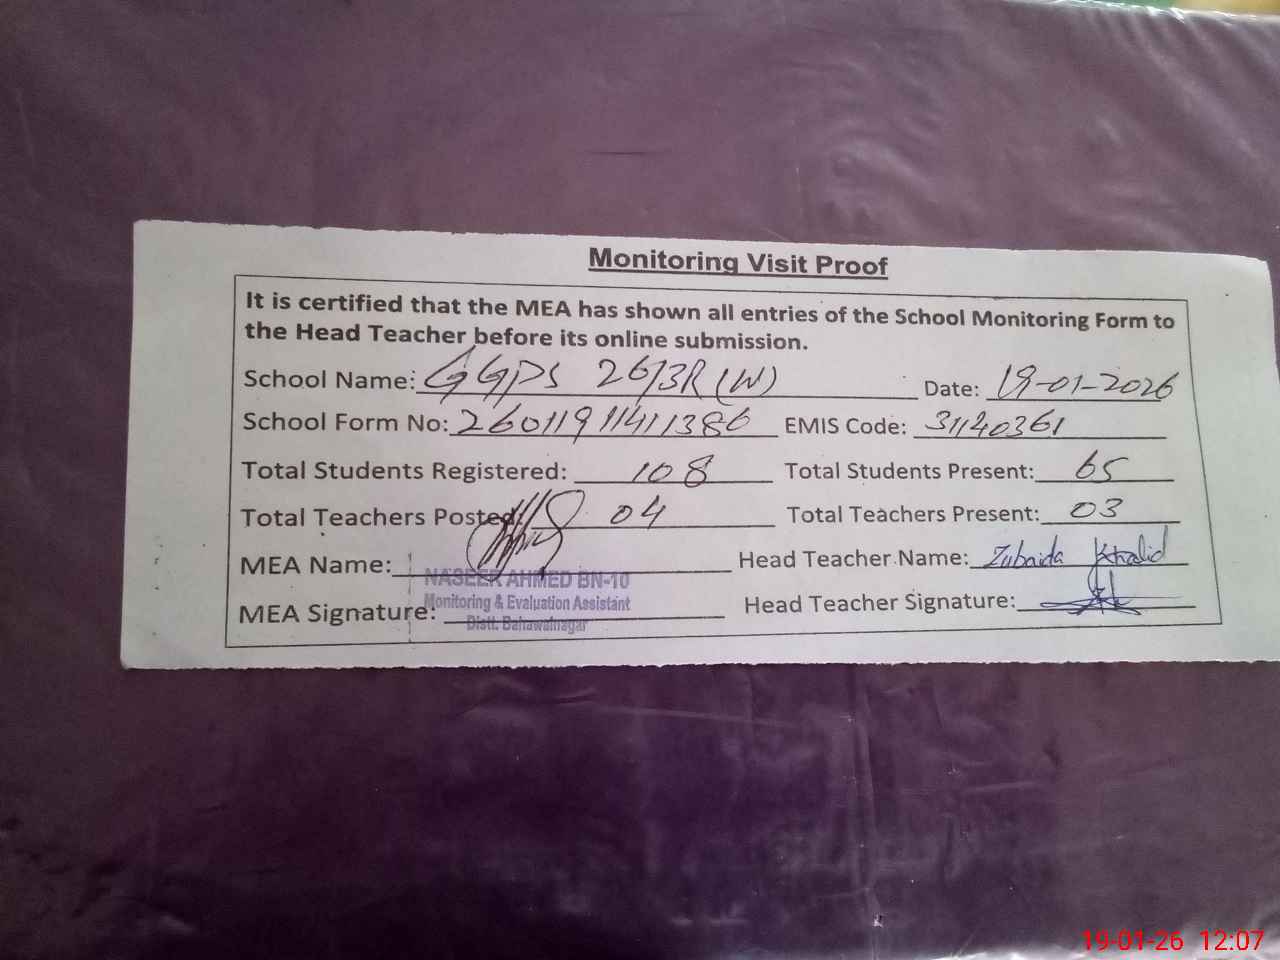 Monitoring Visit Proof
It is certified that the MEA has shown all entries of the School Monitoring Form to
the Head Teacher before its online submission.
School Name: GGPS 26/3R (W) Date: 19-01-2026
School Form No: 26011911411386 EMIS Code: 31140361
Total Students Registered: 108 Total Students Present: 65
Total Teachers Posted: 04 Total Teachers Present: 03
MEA Name: Head Teacher Name: Zubaida Khalid
NASEER AHMED BN-10
Monitoring & Evaluation Assistant
MEA Signature: Head Teacher Signature:
Distt. Bahawalnagar
19-01-26 12:07